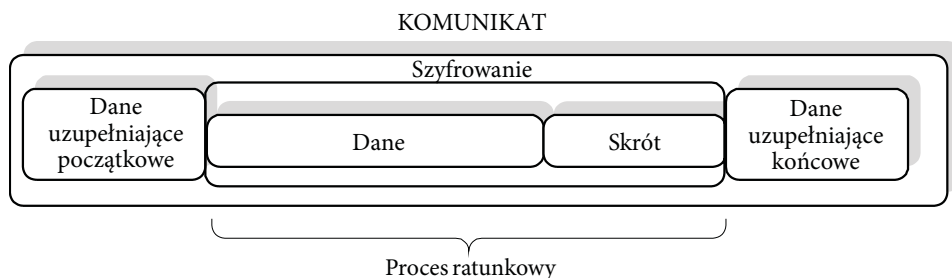 KOMUNIKAT
Szyfrowanie
Dane
uzupełniające
początkowe
Dane
Skrót
Dane
uzupełniające
końcowe
Proces ratunkowy